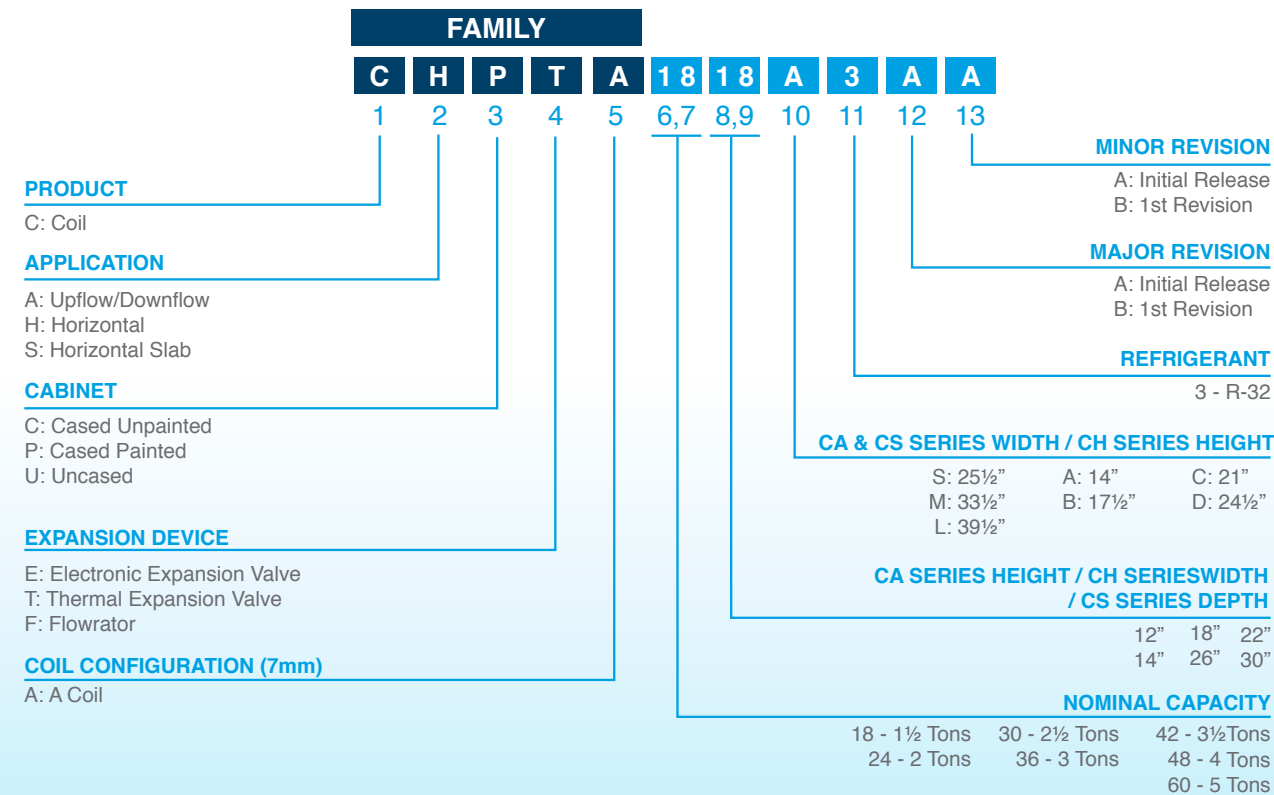 FAMILY
C H P T A 1 8 1 8 A 3 A A
1 2 3 4 5 6,7 8,9 10 11 12 13
PRODUCT
C: Coil
APPLICATION
A: Upflow/Downflow
H: Horizontal
S: Horizontal Slab
CABINET
C: Cased Unpainted
P: Cased Painted
U: Uncased
EXPANSION DEVICE
E: Electronic Expansion Valve
T: Thermal Expansion Valve
F: Flowrator
COIL CONFIGURATION (7mm)
A: A Coil
MINOR REVISION
A: Initial Release
B: 1st Revision
MAJOR REVISION
A: Initial Release
B: 1st Revision
REFRIGERANT
3 - R-32
CA & CS SERIES WIDTH / CH SERIES HEIGHT
S: 25½” A: 14” C: 21”
M: 33½” B: 17½” D: 24½”
L: 39½”
CA SERIES HEIGHT / CH SERIESWIDTH
/ CS SERIES DEPTH
12” 18” 22”
14” 26” 30”
NOMINAL CAPACITY
18 - 1½ Tons 30 - 2½ Tons 42 - 3½Tons
24 - 2 Tons 36 - 3 Tons 48 - 4 Tons
60 - 5 Tons